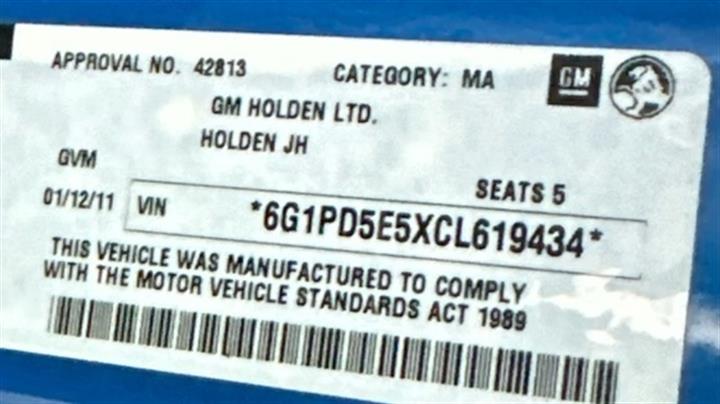 APPROVAL NO. 42813 CATEGORY: MA GM
GM HOLDEN LTD.
HOLDEN JH
GVM
SEATS 5
01/12/11 VIN *6G1PD5E5XCL619434*
THIS VEHICLE WAS MANUFACTURED TO COMPLY
WITH THE MOTOR VEHICLE STANDARDS ACT 1989